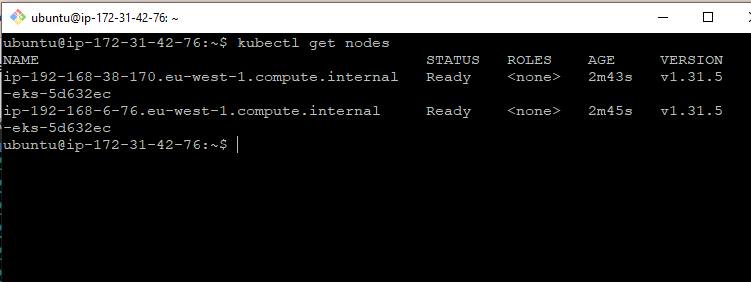 ubuntu@ip-172-31-42-76: ~
ubuntu@ip-172-31-42-76:~$ kubectl get nodes
NAME                                          STATUS   ROLES    AGE     VERSION
ip-192-168-38-170.eu-west-1.compute.internal   Ready    <none>   2m43s   v1.31.5
-eks-5d632ec
ip-192-168-6-76.eu-west-1.compute.internal     Ready    <none>   2m45s   v1.31.5
-eks-5d632ec
ubuntu@ip-172-31-42-76:~$